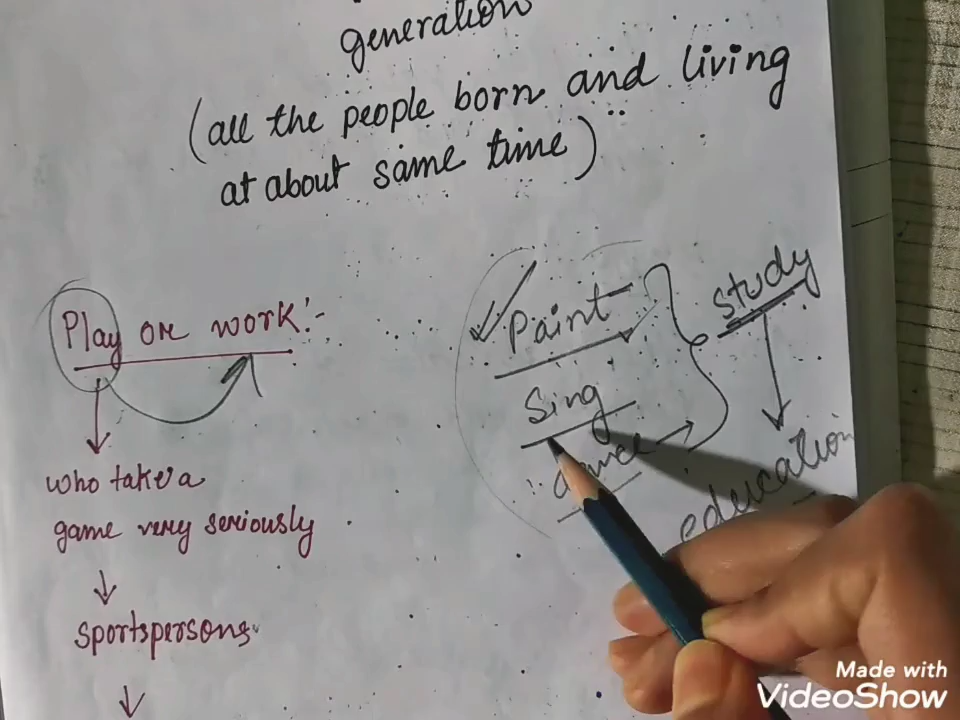 generation
(all the people born and living
at about same time)
Play or work:-
who take a
game very seriously
sportspersons
Paint
Sing
dance
study
education
Made with
VideoShow